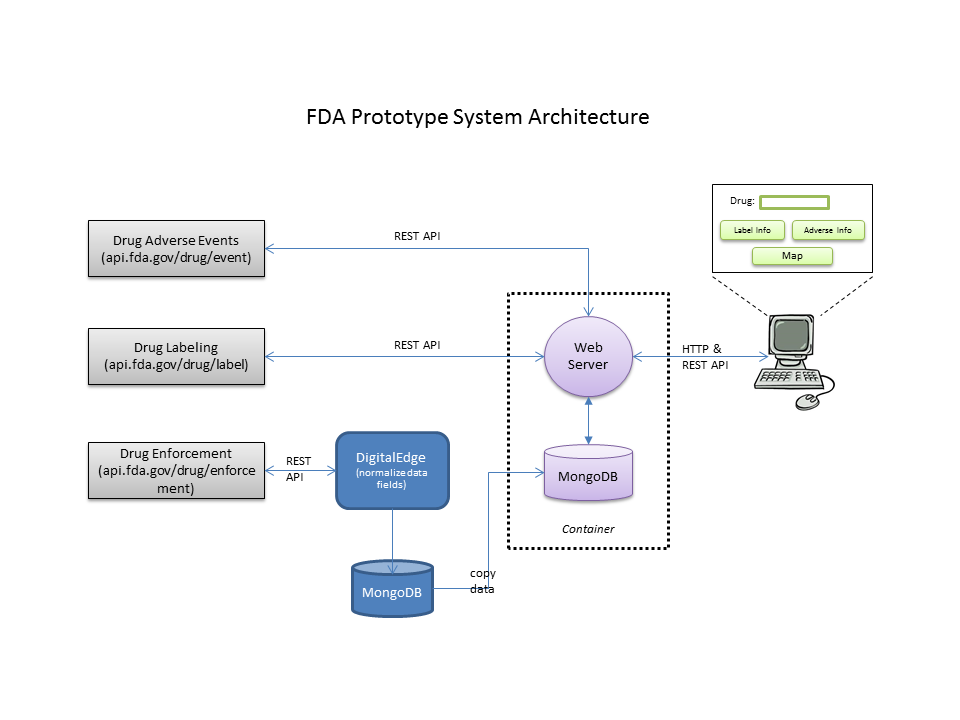 FDA Prototype System Architecture
Drug:
Label Info
Adverse Info
Map
Drug Adverse Events
(api.fda.gov/drug/event)
REST API
Drug Labeling
(api.fda.gov/drug/label)
REST API
Web
Server
HTTP &
REST API
Drug Enforcement
(api.fda.gov/drug/enforce
ment)
REST
API
DigitalEdge
(normalize data
fields)
MongoDB
Container
MongoDB
copy
data